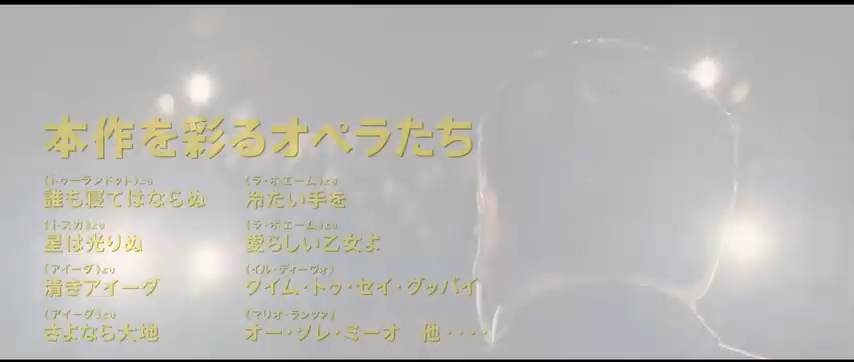 本作を彩るオペラたち
(トゥーランドット)より
誰も寝てはならぬ
(トスカ)より
星は光りぬ
(アイーダ)より
清きアイーダ
(アイーダ)より
さよなら大地
(ラ・ボエーム)より
冷たい手を
(ラ・ボエーム)より
愛らしい乙女よ
(イル・ディーヴォ)
タイム・トゥ・セイ・グッバイ
(マリオ・ランツァ)
オー・ソレ・ミーオ 他・・・・